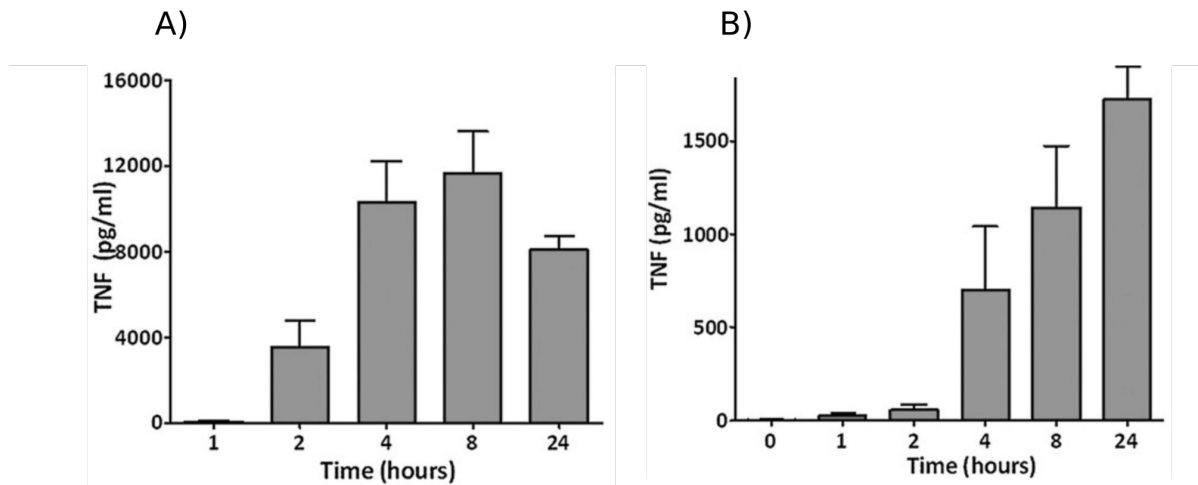 A)
16000
12000
8000
4000
0
TNF (pg/ml)
1 2 4 8 24
Time (hours)
B)
1500
1000
500
0
TNF (pg/ml)
0 1 2 4 8 24
Time (hours)